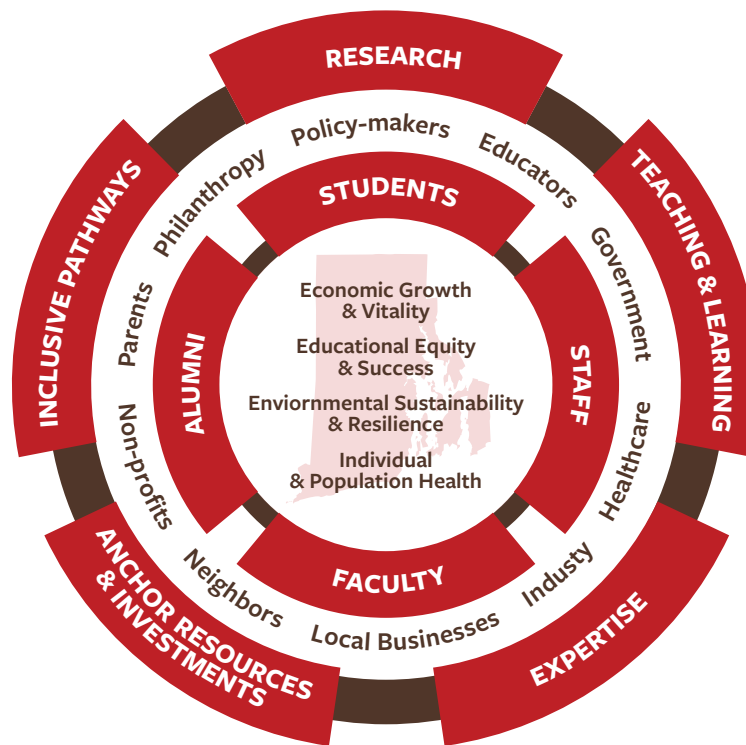 RESEARCH
TEACHING & LEARNING
EXPERTISE
ANCHOR RESOURCES
& INVESTMENTS
INCLUSIVE PATHWAYS
Policy-makers
Educators
Government
Healthcare
Industy
Local Businesses
Neighbors
Non-profits
Parents
Philanthropy
STUDENTS
STAFF
FACULTY
ALUMNI
Economic Growth
& Vitality
Educational Equity
& Success
Enviornmental Sustainability
& Resilience
Individual
& Population Health